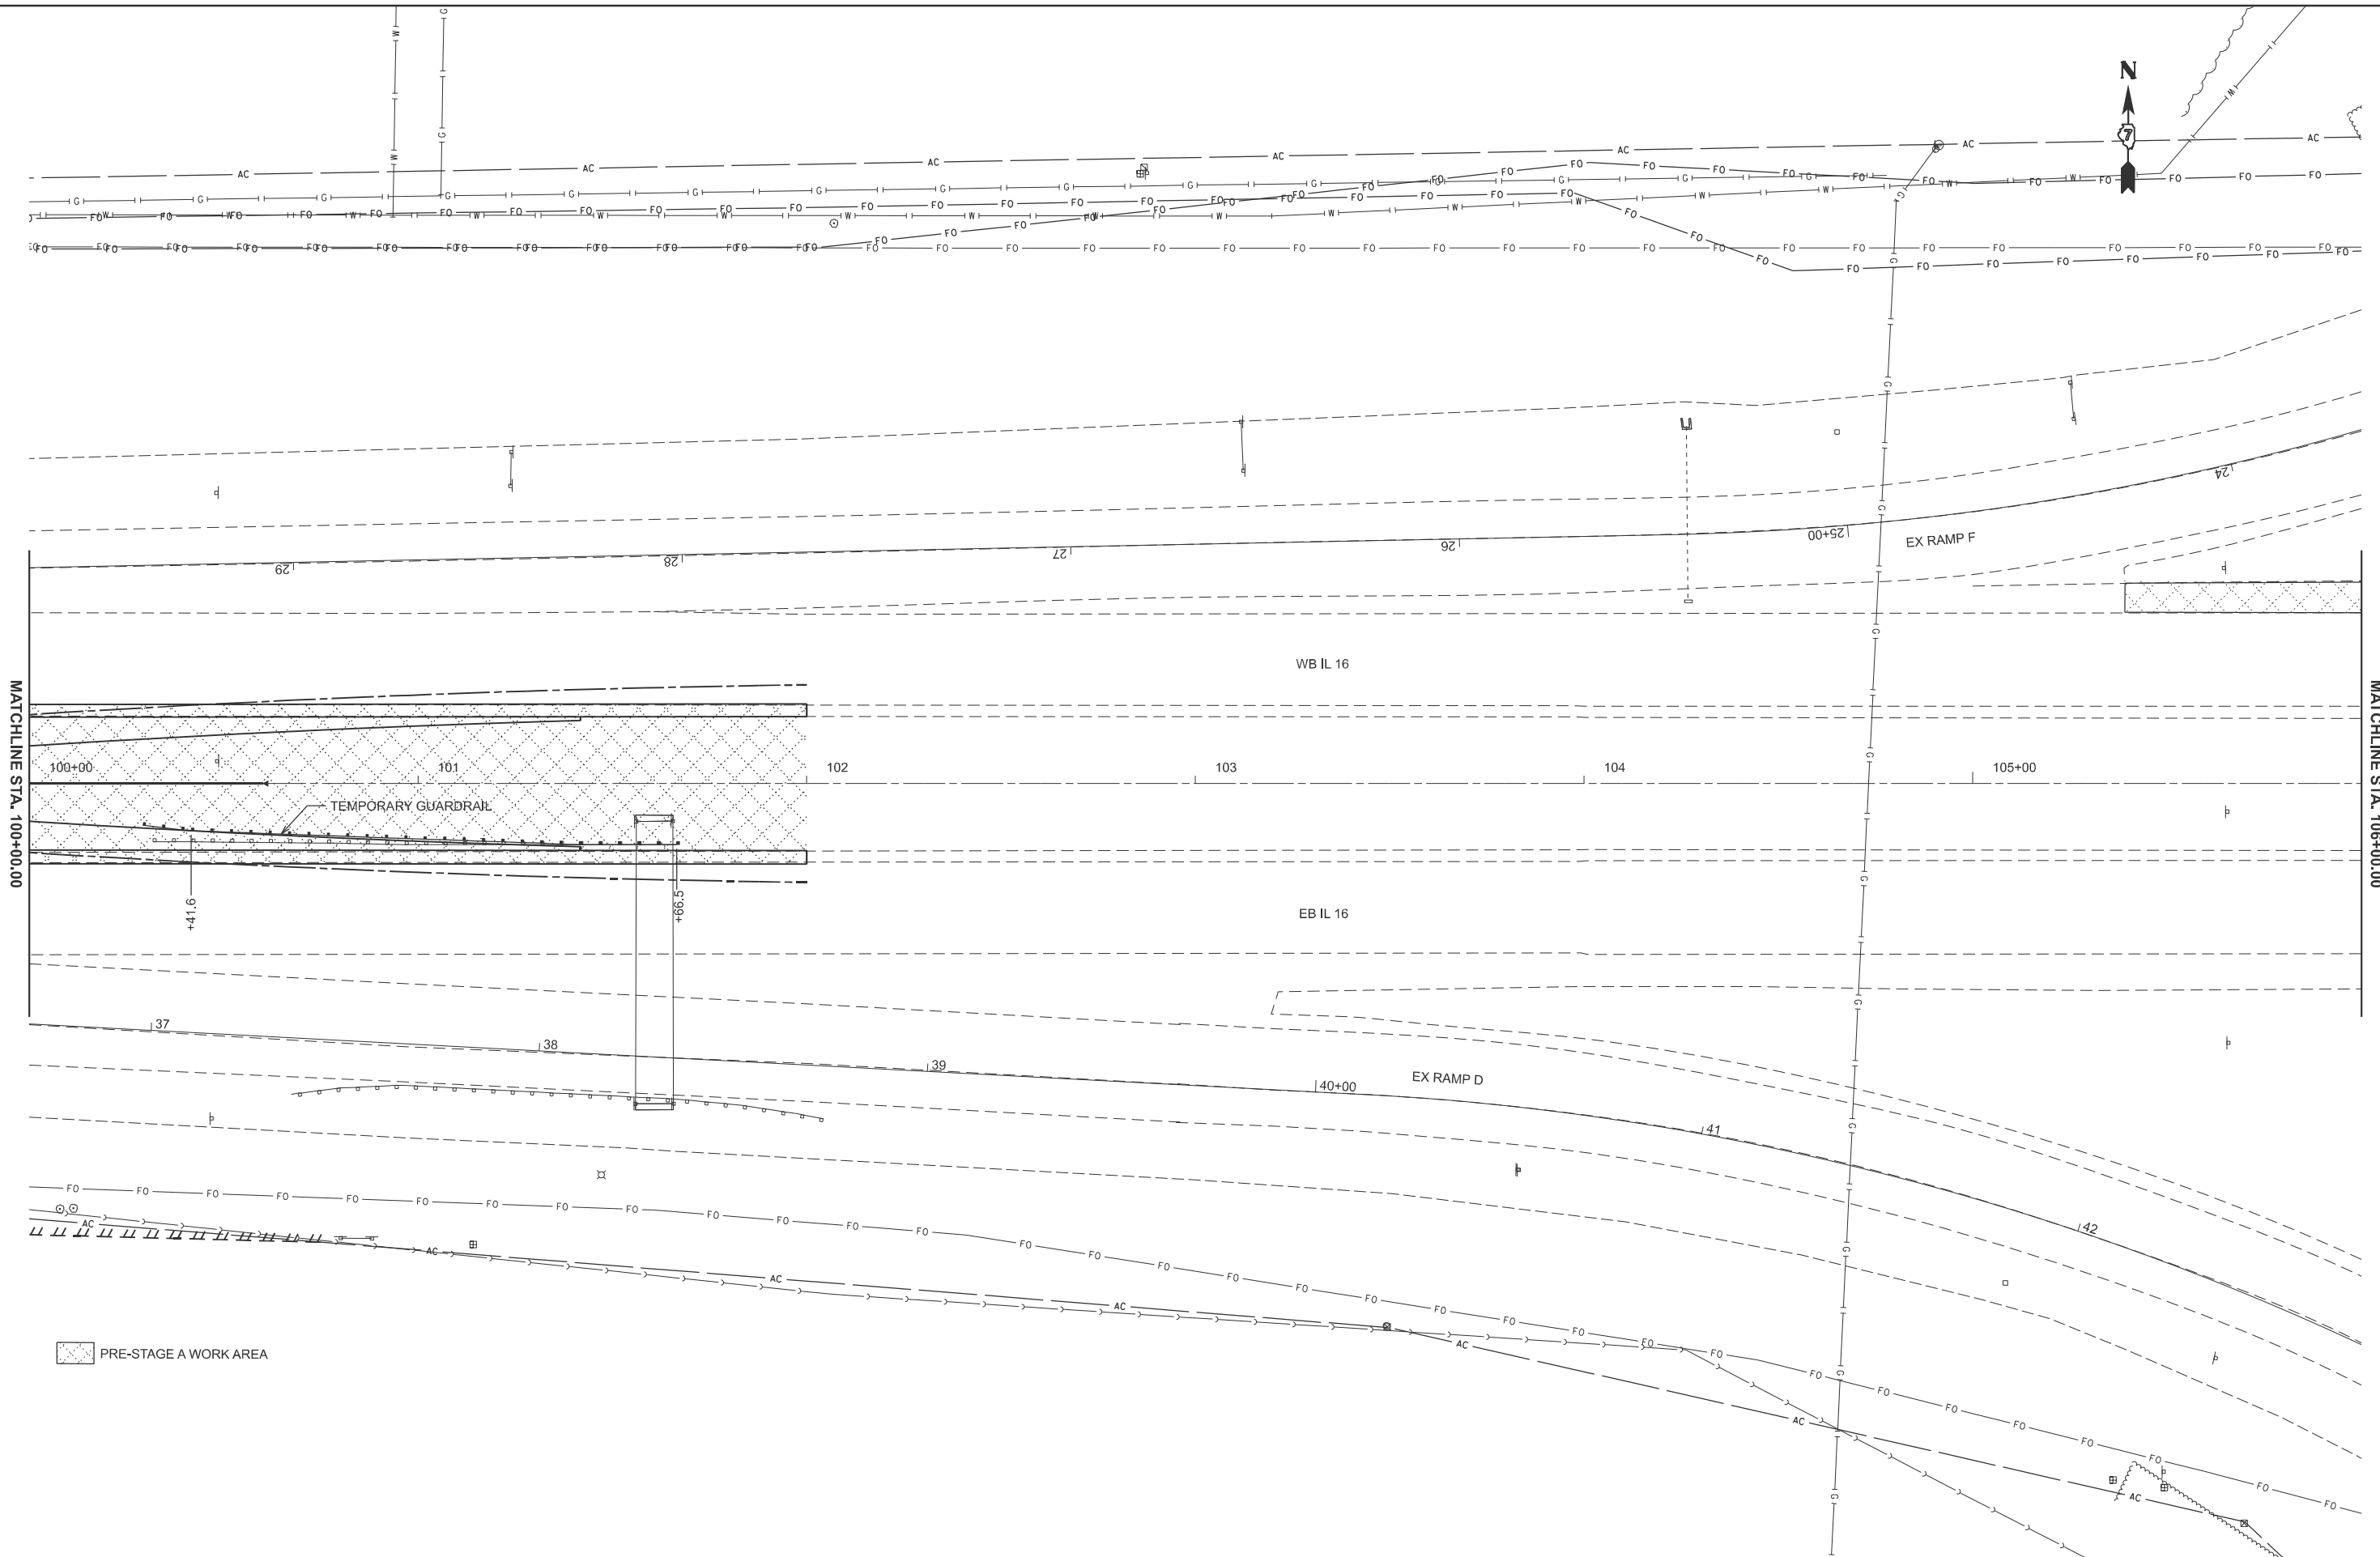 N
7
24
25+00
26
27
28
29
EX RAMP F
WB IL 16
MATCHLINE STA. 100+00.00
MATCHLINE STA. 106+00.00
100+00
101
102
103
104
105+00
TEMPORARY GUARDRAIL
+41.6
+66.5
EB IL 16
37
38
39
40+00
41
42
EX RAMP D
PRE-STAGE A WORK AREA
AC
FO
G
W